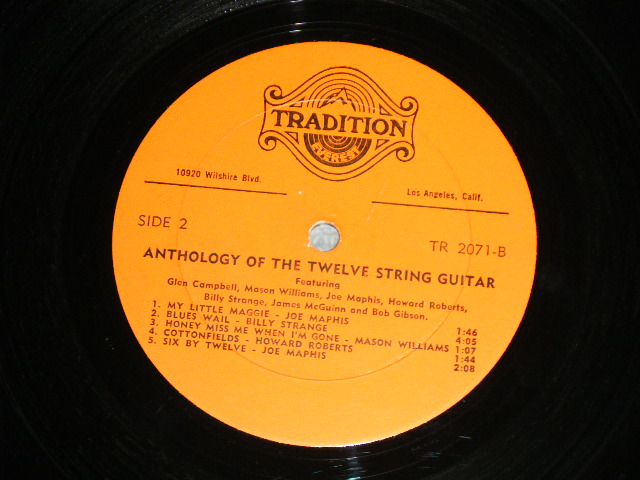 TRADITION
EVEREST
10920 Wilshire Blvd.
Los Angeles, Calif.
SIDE 2
TR 2071-B
ANTHOLOGY OF THE TWELVE STRING GUITAR
Featuring
Glen Campbell, Mason Williams, Joe Maphis, Howard Roberts,
Billy Strange, James McGuinn and Bob Gibson.
1. MY LITTLE MAGGIE - JOE MAPHIS 1:46
2. BLUES WAIL - BILLY STRANGE 4:05
3. HONEY MISS ME WHEN I'M GONE - MASON WILLIAMS 1:07
4. COTTONFIELDS - HOWARD ROBERTS 1:44
5. SIX BY TWELVE - JOE MAPHIS 2:08